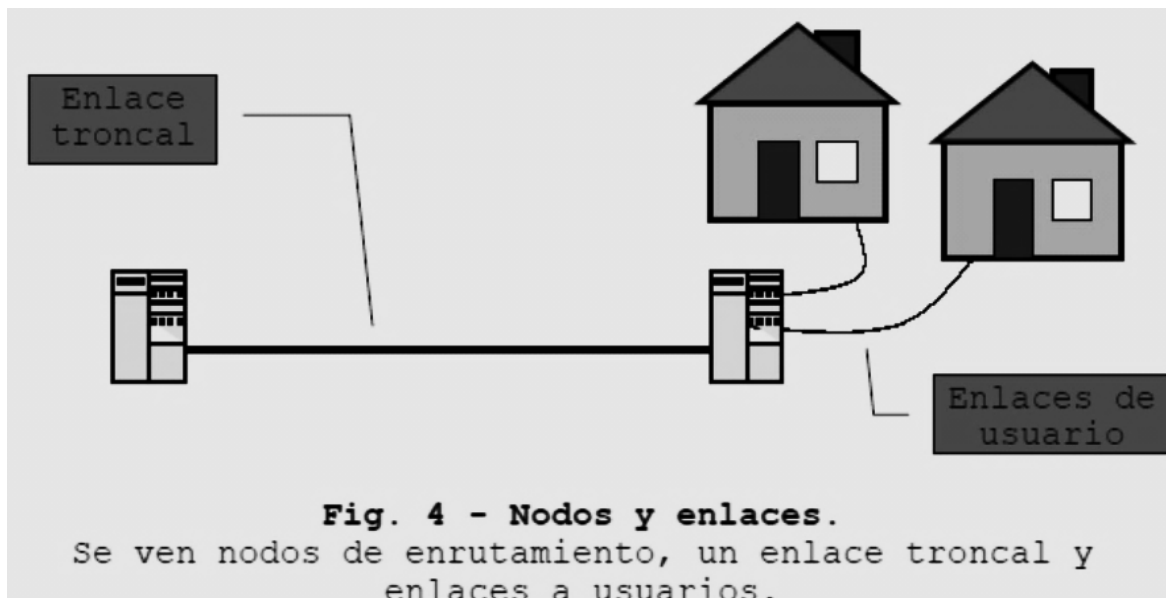 Enlace
troncal
Enlaces de
usuario
Fig. 4 - Nodos y enlaces.
Se ven nodos de enrutamiento, un enlace troncal y
enlaces a usuarios.